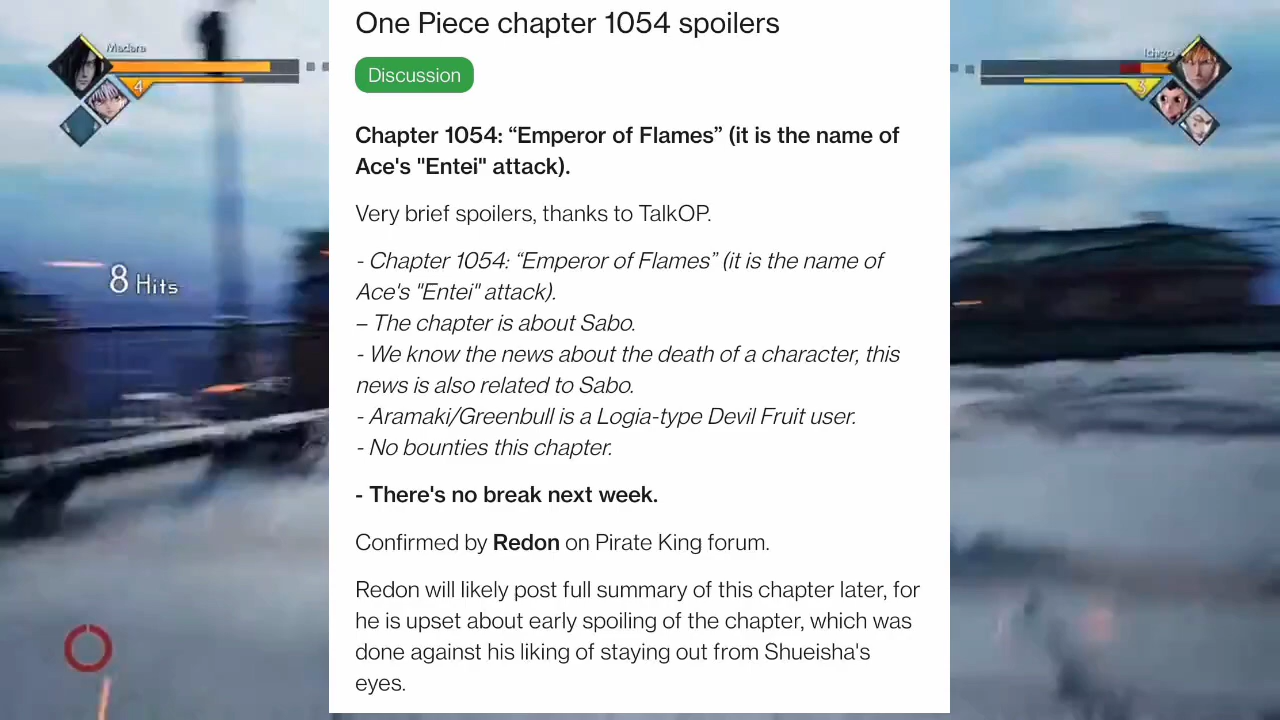 One Piece chapter 1054 spoilers
Madara
Ichigo
Discussion
4
3
Chapter 1054: “Emperor of Flames” (it is the name of
Ace's "Entei" attack).
Very brief spoilers, thanks to TalkOP.
- Chapter 1054: “Emperor of Flames” (it is the name of
Ace's "Entei" attack).
8 Hits
– The chapter is about Sabo.
- We know the news about the death of a character, this
news is also related to Sabo.
- Aramaki/Greenbull is a Logia-type Devil Fruit user.
- No bounties this chapter.
- There's no break next week.
Confirmed by Redon on Pirate King forum.
Redon will likely post full summary of this chapter later, for
he is upset about early spoiling of the chapter, which was
done against his liking of staying out from Shueisha's
eyes.